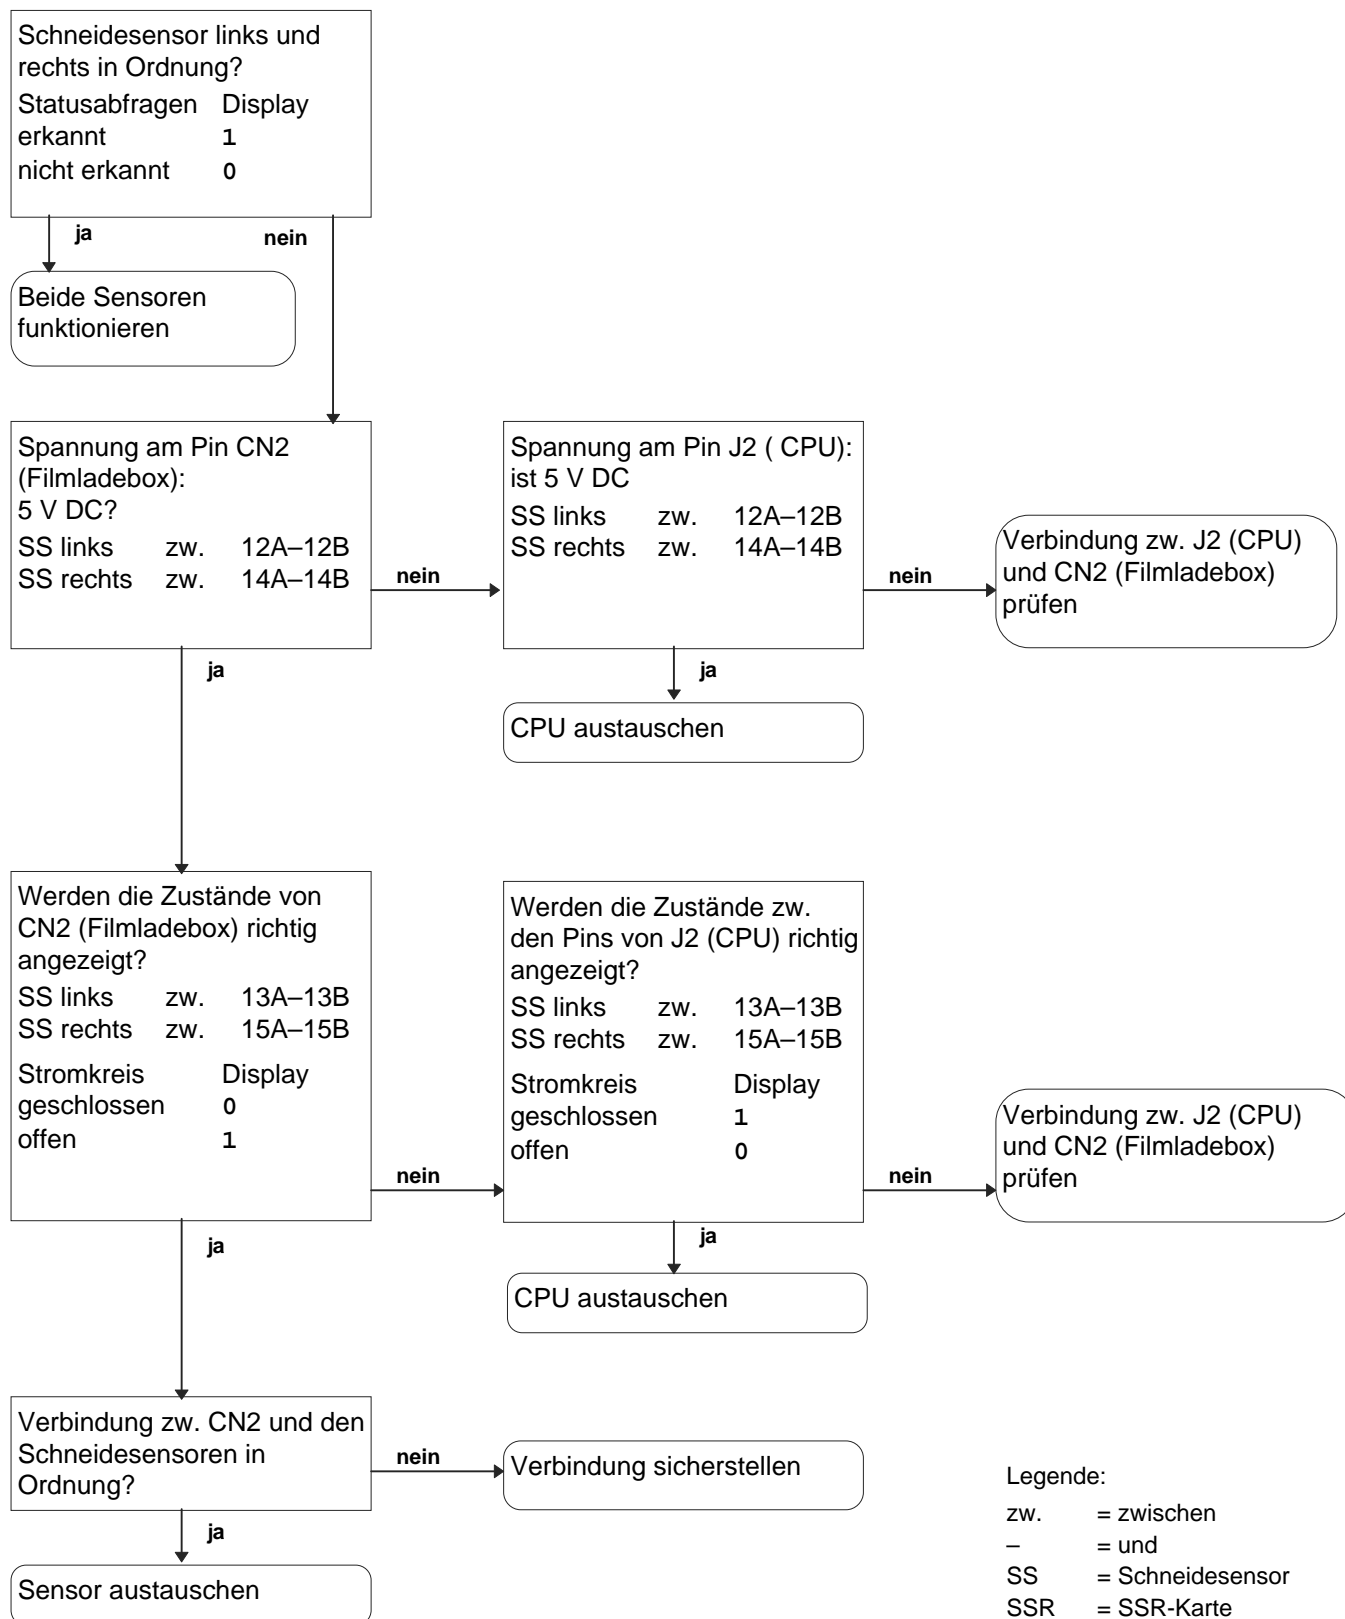 Schneidesensor links und
rechts in Ordnung?
Statusabfragen Display
erkannt 1
nicht erkannt 0
ja
nein
Beide Sensoren
funktionieren
Spannung am Pin CN2
(Filmladebox):
5 V DC?
SS links zw. 12A–12B
SS rechts zw. 14A–14B
nein
Spannung am Pin J2 ( CPU):
ist 5 V DC
SS links zw. 12A–12B
SS rechts zw. 14A–14B
nein
Verbindung zw. J2 (CPU)
und CN2 (Filmladebox)
prüfen
ja
ja
CPU austauschen
Werden die Zustände von
CN2 (Filmladebox) richtig
angezeigt?
SS links zw. 13A–13B
SS rechts zw. 15A–15B
Stromkreis Display
geschlossen 0
offen 1
nein
Werden die Zustände zw.
den Pins von J2 (CPU) richtig
angezeigt?
SS links zw. 13A–13B
SS rechts zw. 15A–15B
Stromkreis Display
geschlossen 1
offen 0
nein
Verbindung zw. J2 (CPU)
und CN2 (Filmladebox)
prüfen
ja
ja
CPU austauschen
Verbindung zw. CN2 und den
Schneidesensoren in
Ordnung?
nein
Verbindung sicherstellen
ja
Sensor austauschen
Legende:
zw. = zwischen
– = und
SS = Schneidesensor
SSR = SSR-Karte